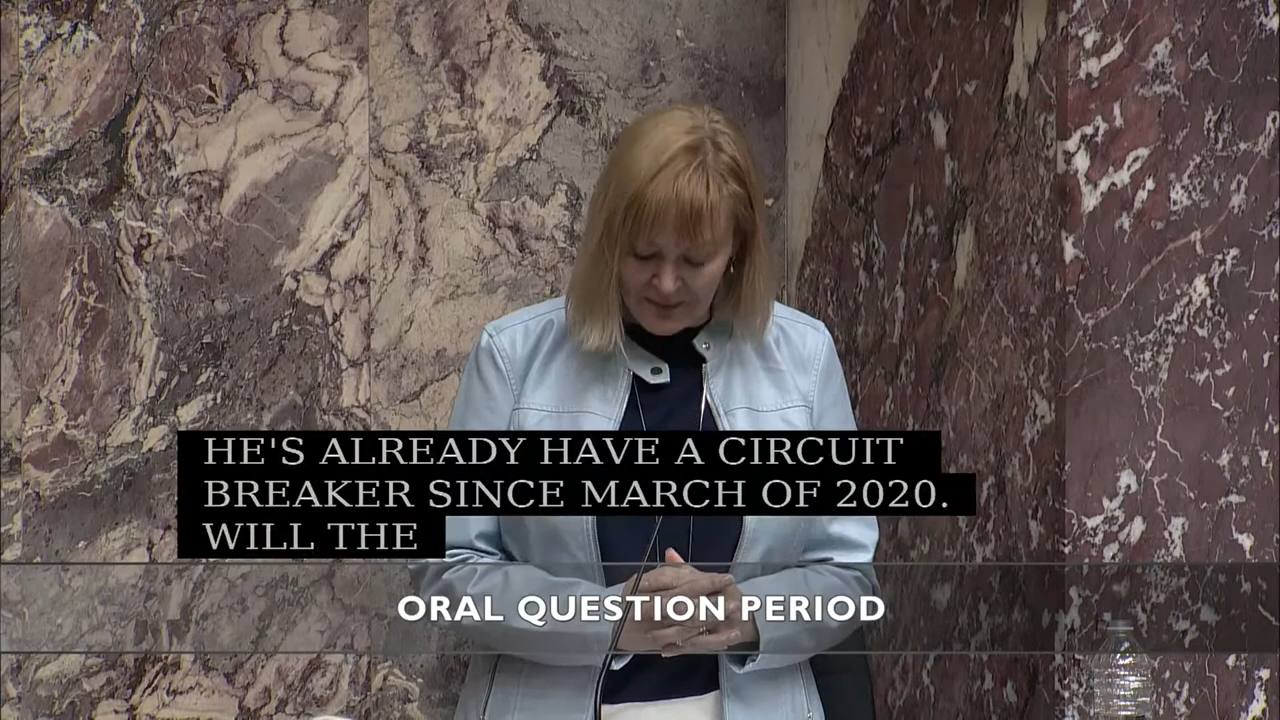 HE'S ALREADY HAVE A CIRCUIT
BREAKER SINCE MARCH OF 2020.
WILL THE
ORAL QUESTION PERIOD